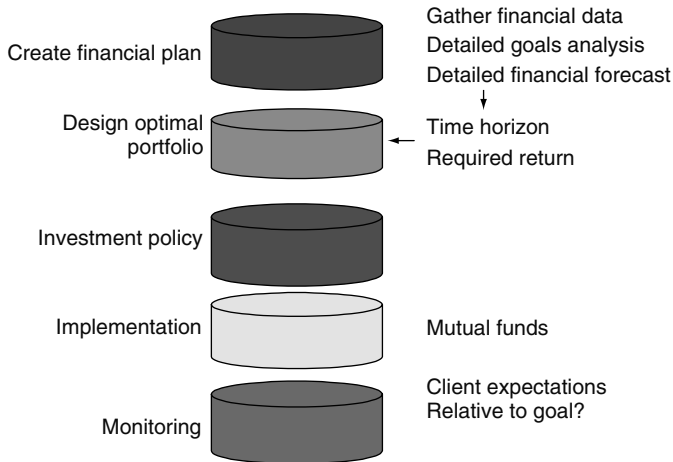 Create financial plan
Gather financial data
Detailed goals analysis
Detailed financial forecast
Design optimal
portfolio
Time horizon
Required return
Investment policy
Implementation
Mutual funds
Monitoring
Client expectations
Relative to goal?